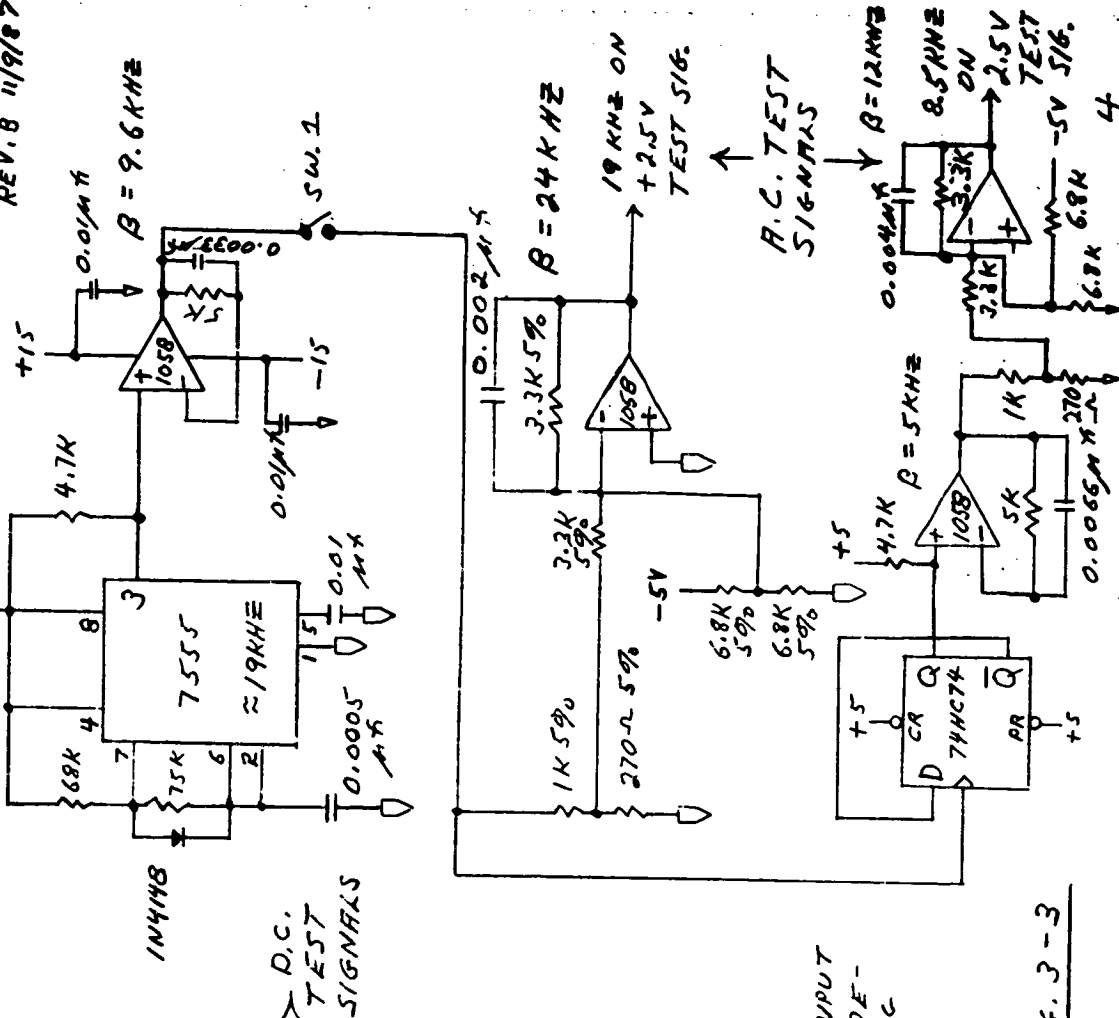 REV. B 11/9/87
+15
0.01µf
β = 9.6KHZ
4.7K
+
1058
-
5K
0.0033µf
SW. 1
-15
0.01µf
8
4
3
7555
≈19KHZ
7
6
2
1
5
0.01
µf
68K
75K
1N4148
0.0005
µf
D.C.
TEST
SIGNALS
0.002µf
β = 24KHZ
3.3K 5%
-
1058
+
19 KHZ ON
+2.5V
TEST SIG.
3.3K
5%
-5V
6.8K
5%
6.8K
5%
1K 5%
270Ω 5%
A.C. TEST
SIGNALS
β=12KHZ
0.004µf
3.3K
-
+
8.5KHZ
ON
2.5V
TEST
SIG.
3.3K
-5V
6.8K
6.8K
β = 5KHZ
+5
4.7K
+
1058
-
5K
0.0066µf
1K
270
Ω
+5
CR
D
Q
74HC74
Q̅
PR
+5
INPUT
DE-
C
F. 3-3
4